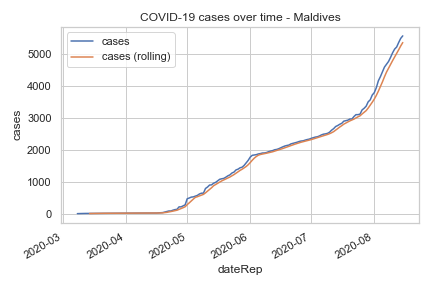 COVID-19 cases over time - Maldives
cases
cases (rolling)
5000
4000
3000
2000
1000
0
cases
2020-03
2020-04
2020-05
2020-06
2020-07
2020-08
dateRep